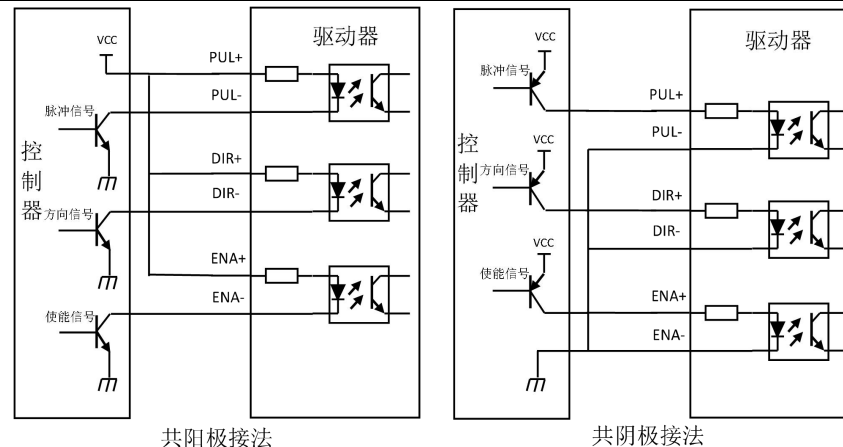 驱动器
VCC
PUL+
PUL-
脉冲信号
控制器
DIR+
DIR-
方向信号
ENA+
ENA-
使能信号
共阳极接法
驱动器
VCC
脉冲信号
PUL+
PUL-
控制器
VCC
方向信号
DIR+
DIR-
VCC
使能信号
ENA+
ENA-
共阴极接法